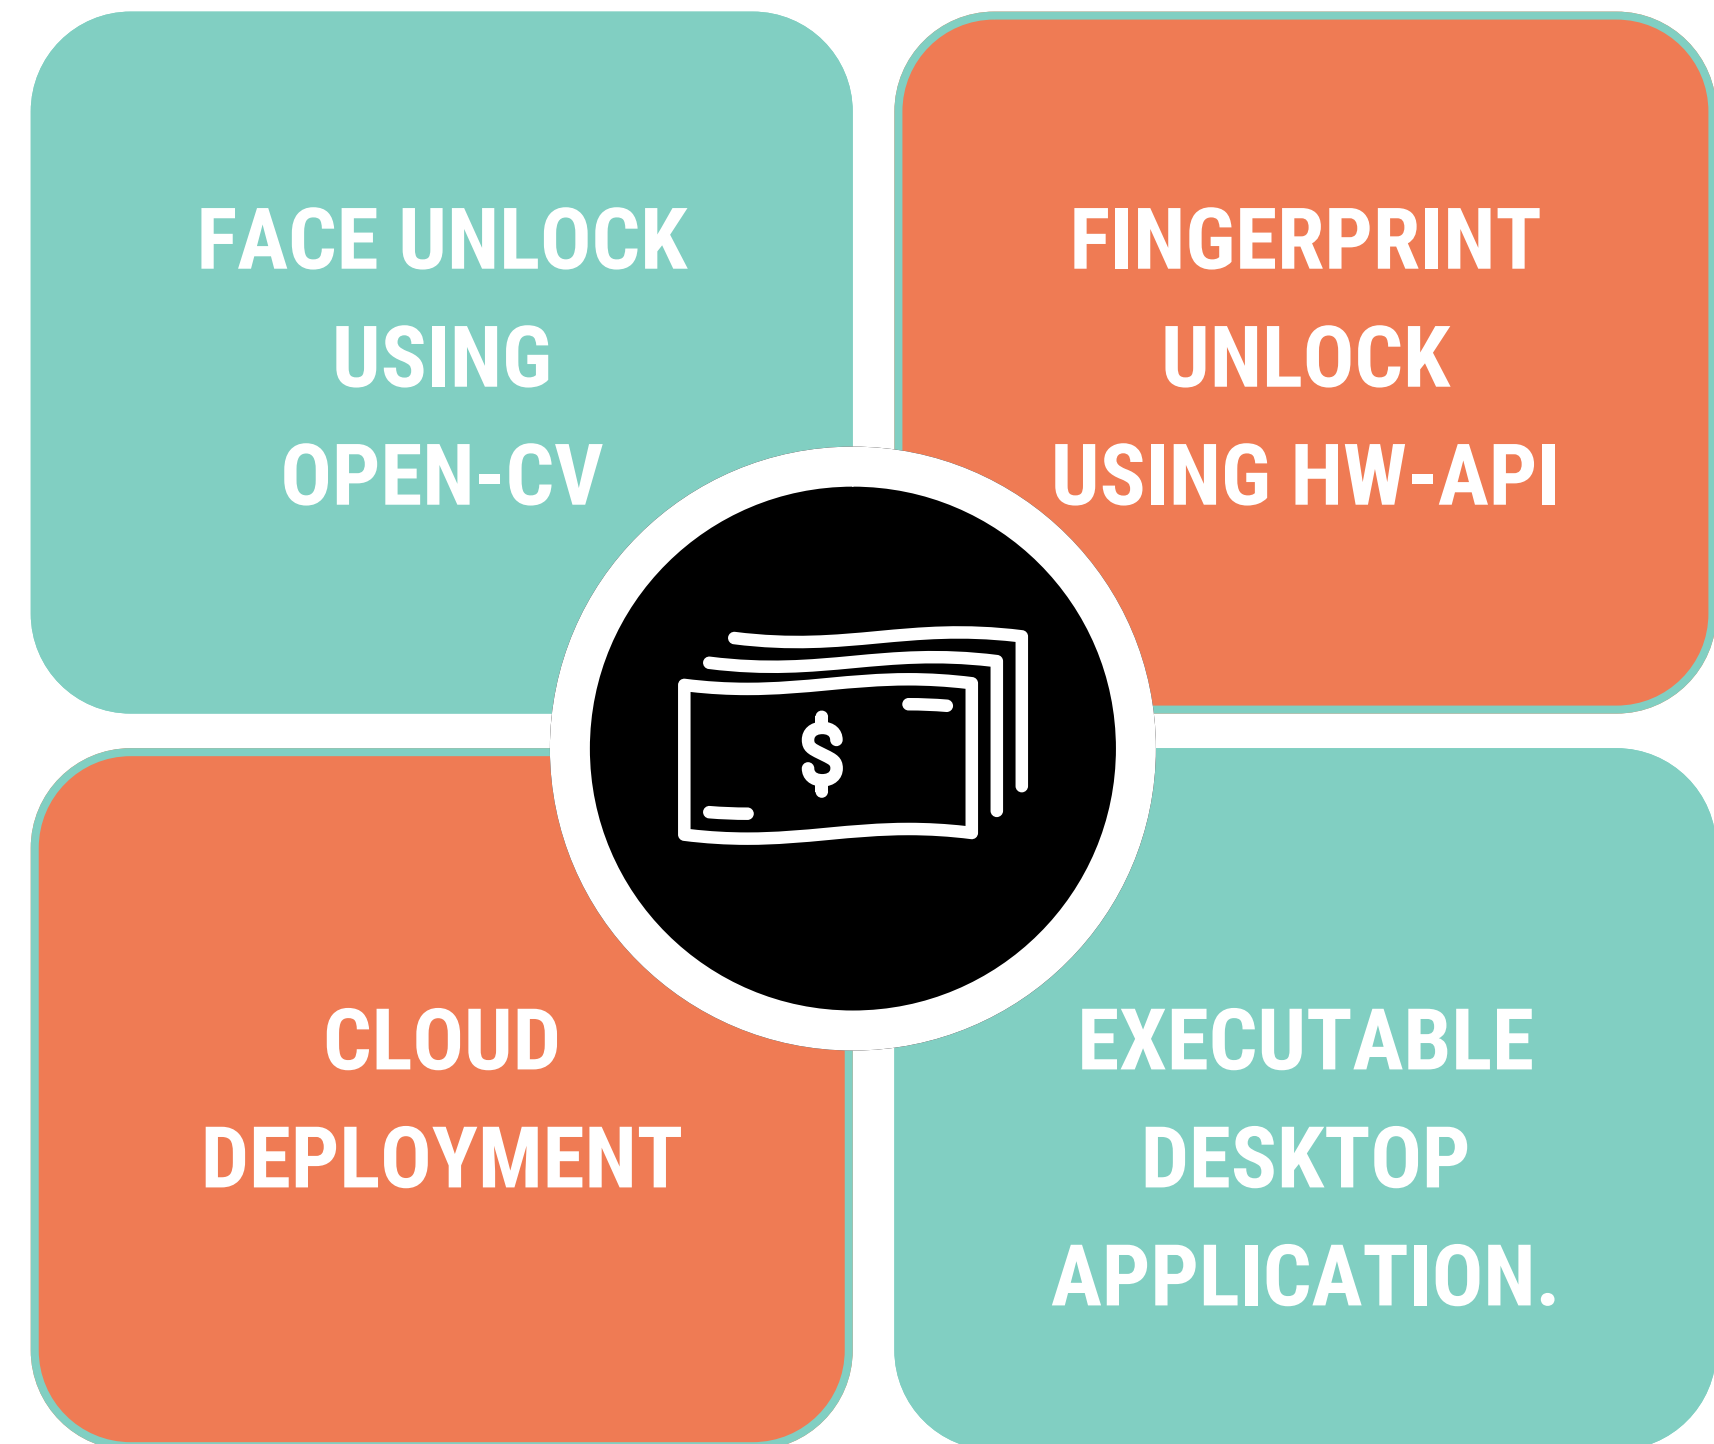 FACE UNLOCK
USING
OPEN-CV
FINGERPRINT
UNLOCK
USING HW-API
$
CLOUD
DEPLOYMENT
EXECUTABLE
DESKTOP
APPLICATION.